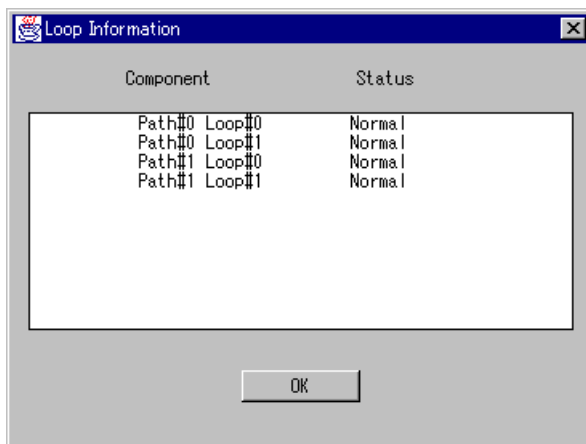 Loop Information
Component Status
Path#0 Loop#0 Normal
Path#0 Loop#1 Normal
Path#1 Loop#0 Normal
Path#1 Loop#1 Normal
OK